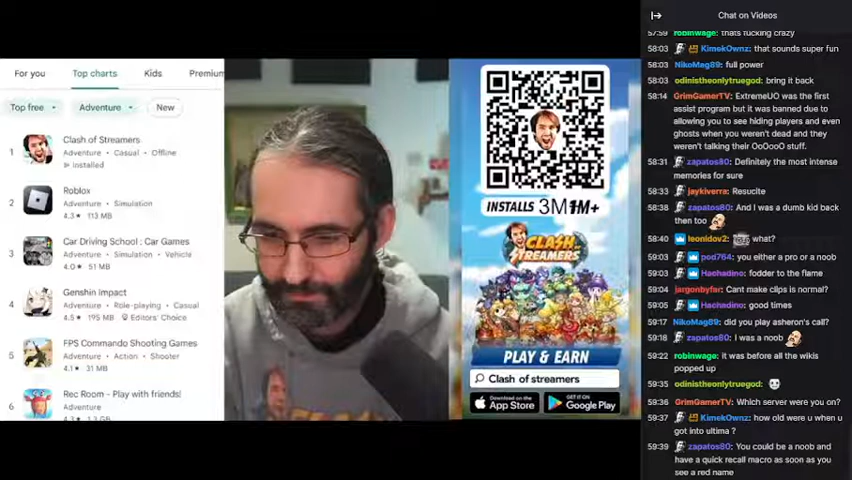 For you
Top charts
Kids
Premium
Top free
Adventure
New
1
Clash of Streamers
Adventure • Casual • Offline
Installed
2
Roblox
Adventure • Simulation
4.3★ 113 MB
3
Car Driving School : Car Games
Adventure • Simulation • Vehicle
4.0★ 51 MB
4
Genshin Impact
Adventure • Role-playing • Casual
4.5★ 195 MB Editors' Choice
5
FPS Commando Shooting Games
Adventure • Action • Shooter
4.1★ 31 MB
6
Rec Room - Play with friends!
Adventure
4.3★ 1.3 GB
INSTALLS 3M
1M+
CLASH OF
STREAMERS
PLAY & EARN
Clash of streamers
Download on the
App Store
GET IT ON
Google Play
Chat on Videos
57:59 robinwage: thats fucking crazy
58:03 KimekOwnz: that sounds super fun
58:03 NikoMag89: full power
58:03 odinistheonlytruegod: bring it back
58:14 GrimGamerTV: ExtremeUO was the first
assist program but it was banned due to
allowing you to see hiding players and even
ghosts when you weren't dead and they
weren't talking their OoOooO stuff.
58:31 zapatos80: Definitely the most intense
memories for sure
58:33 jaykiverra: Resucite
58:38 zapatos80: And I was a dumb kid back
then too
58:40 leonidov2: what?
59:03 pod764: you either a pro or a noob
59:03 Hachadino: fodder to the flame
59:04 jargonbyfar: Cant make clips is normal?
59:05 Hachadino: good times
59:17 NikoMag89: did you play asheron's call?
59:18 zapatos80: I was a noob
59:22 robinwage: it was before all the wikis
popped up
59:35 odinistheonlytruegod:
59:36 GrimGamerTV: Which server were you on?
59:37 KimekOwnz: how old were u when u
got into ultima ?
59:39 zapatos80: You could be a noob and
have a quick recall macro as soon as you
see a red name